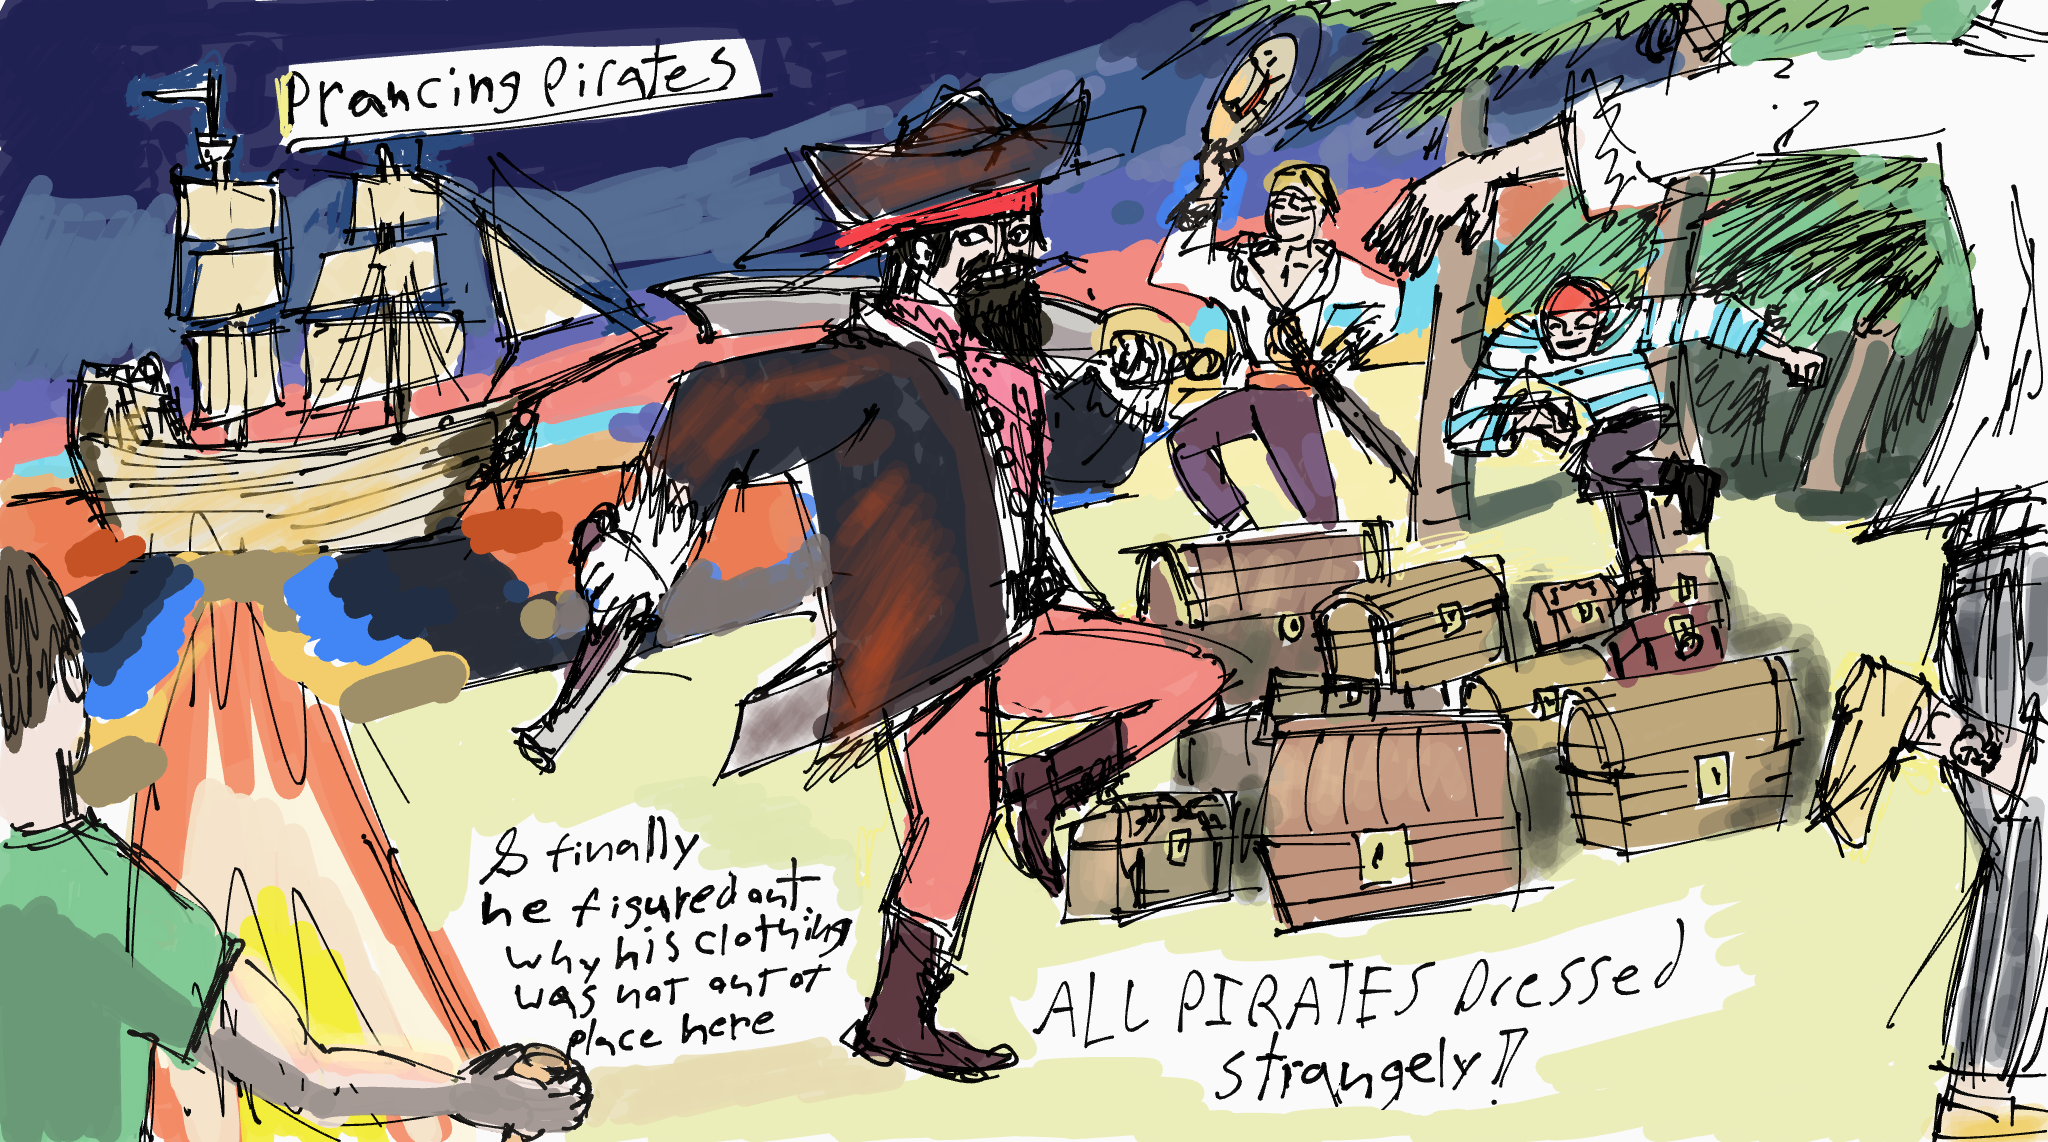 Prancing Pirates
& finally
he figured out
why his clothing
was not out of
place here
ALL PIRATES Dressed
strangely!